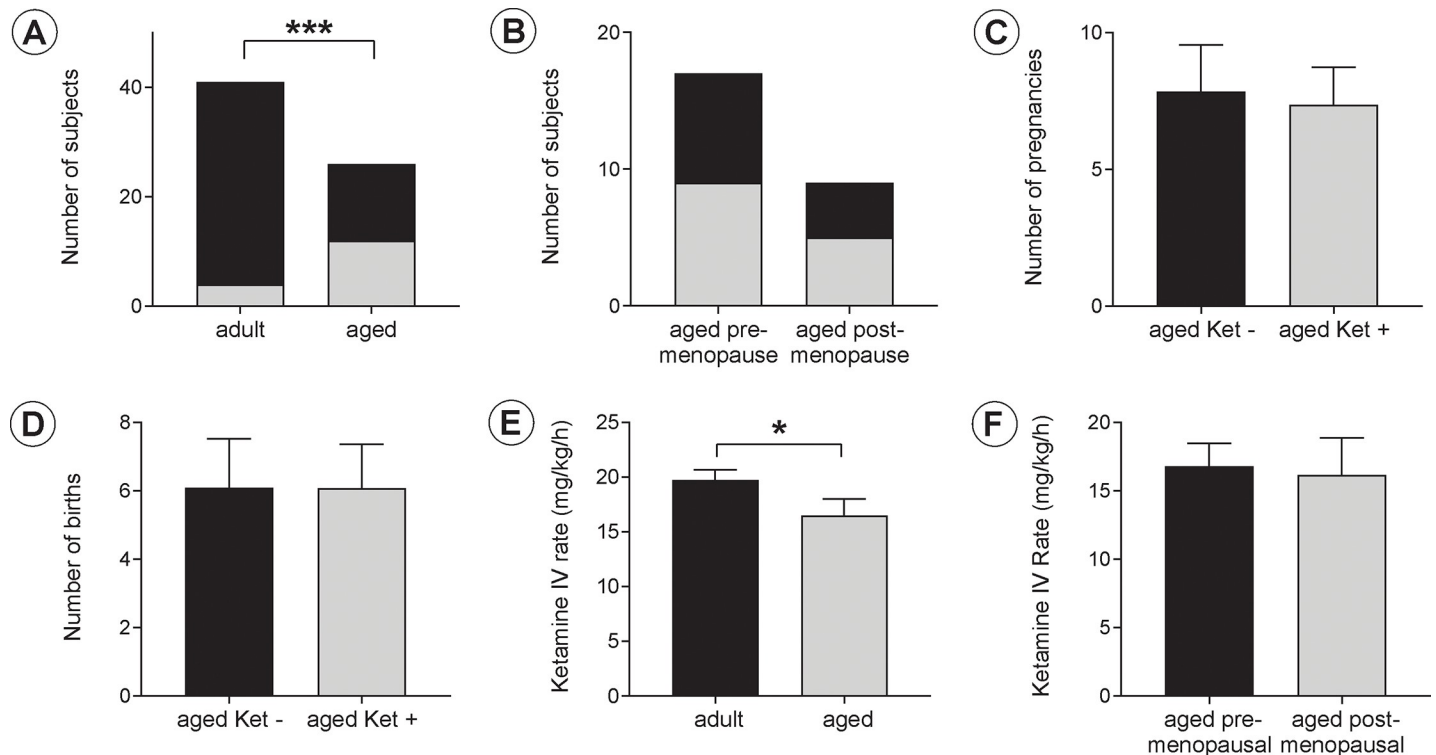 A
Number of subjects
40
20
0
***
adult
aged
B
Number of subjects
20
10
0
aged pre-
menopause
aged post-
menopause
C
Number of pregnancies
10
5
0
aged Ket -
aged Ket +
D
Number of births
8
6
4
2
0
aged Ket -
aged Ket +
E
Ketamine IV rate (mg/kg/h)
25
20
15
10
5
0
*
adult
aged
F
Ketamine IV Rate (mg/kg/h)
20
15
10
5
0
aged pre-
menopausal
aged post-
menopausal